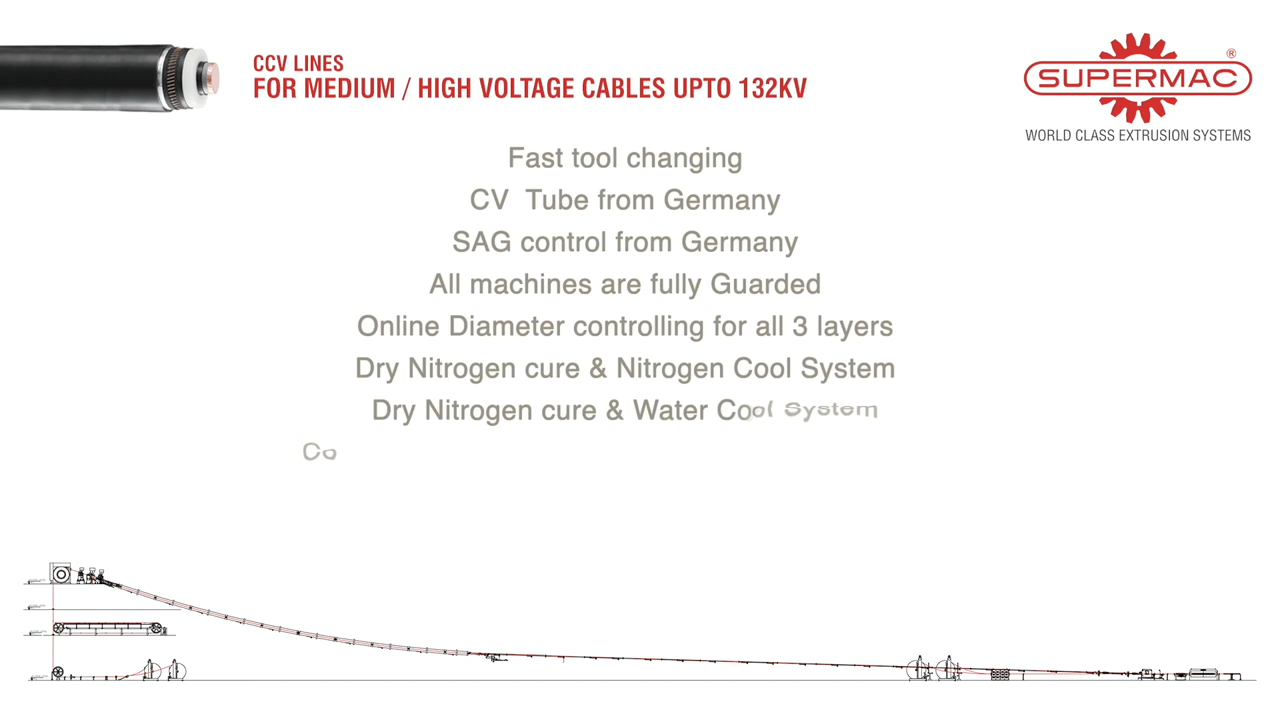 CCV LINES
FOR MEDIUM / HIGH VOLTAGE CABLES UPTO 132KV
SUPERMAC®
WORLD CLASS EXTRUSION SYSTEMS
Fast tool changing
CV Tube from Germany
SAG control from Germany
All machines are fully Guarded
Online Diameter controlling for all 3 layers
Dry Nitrogen cure & Nitrogen Cool System
Dry Nitrogen cure & Water Cool System
Co